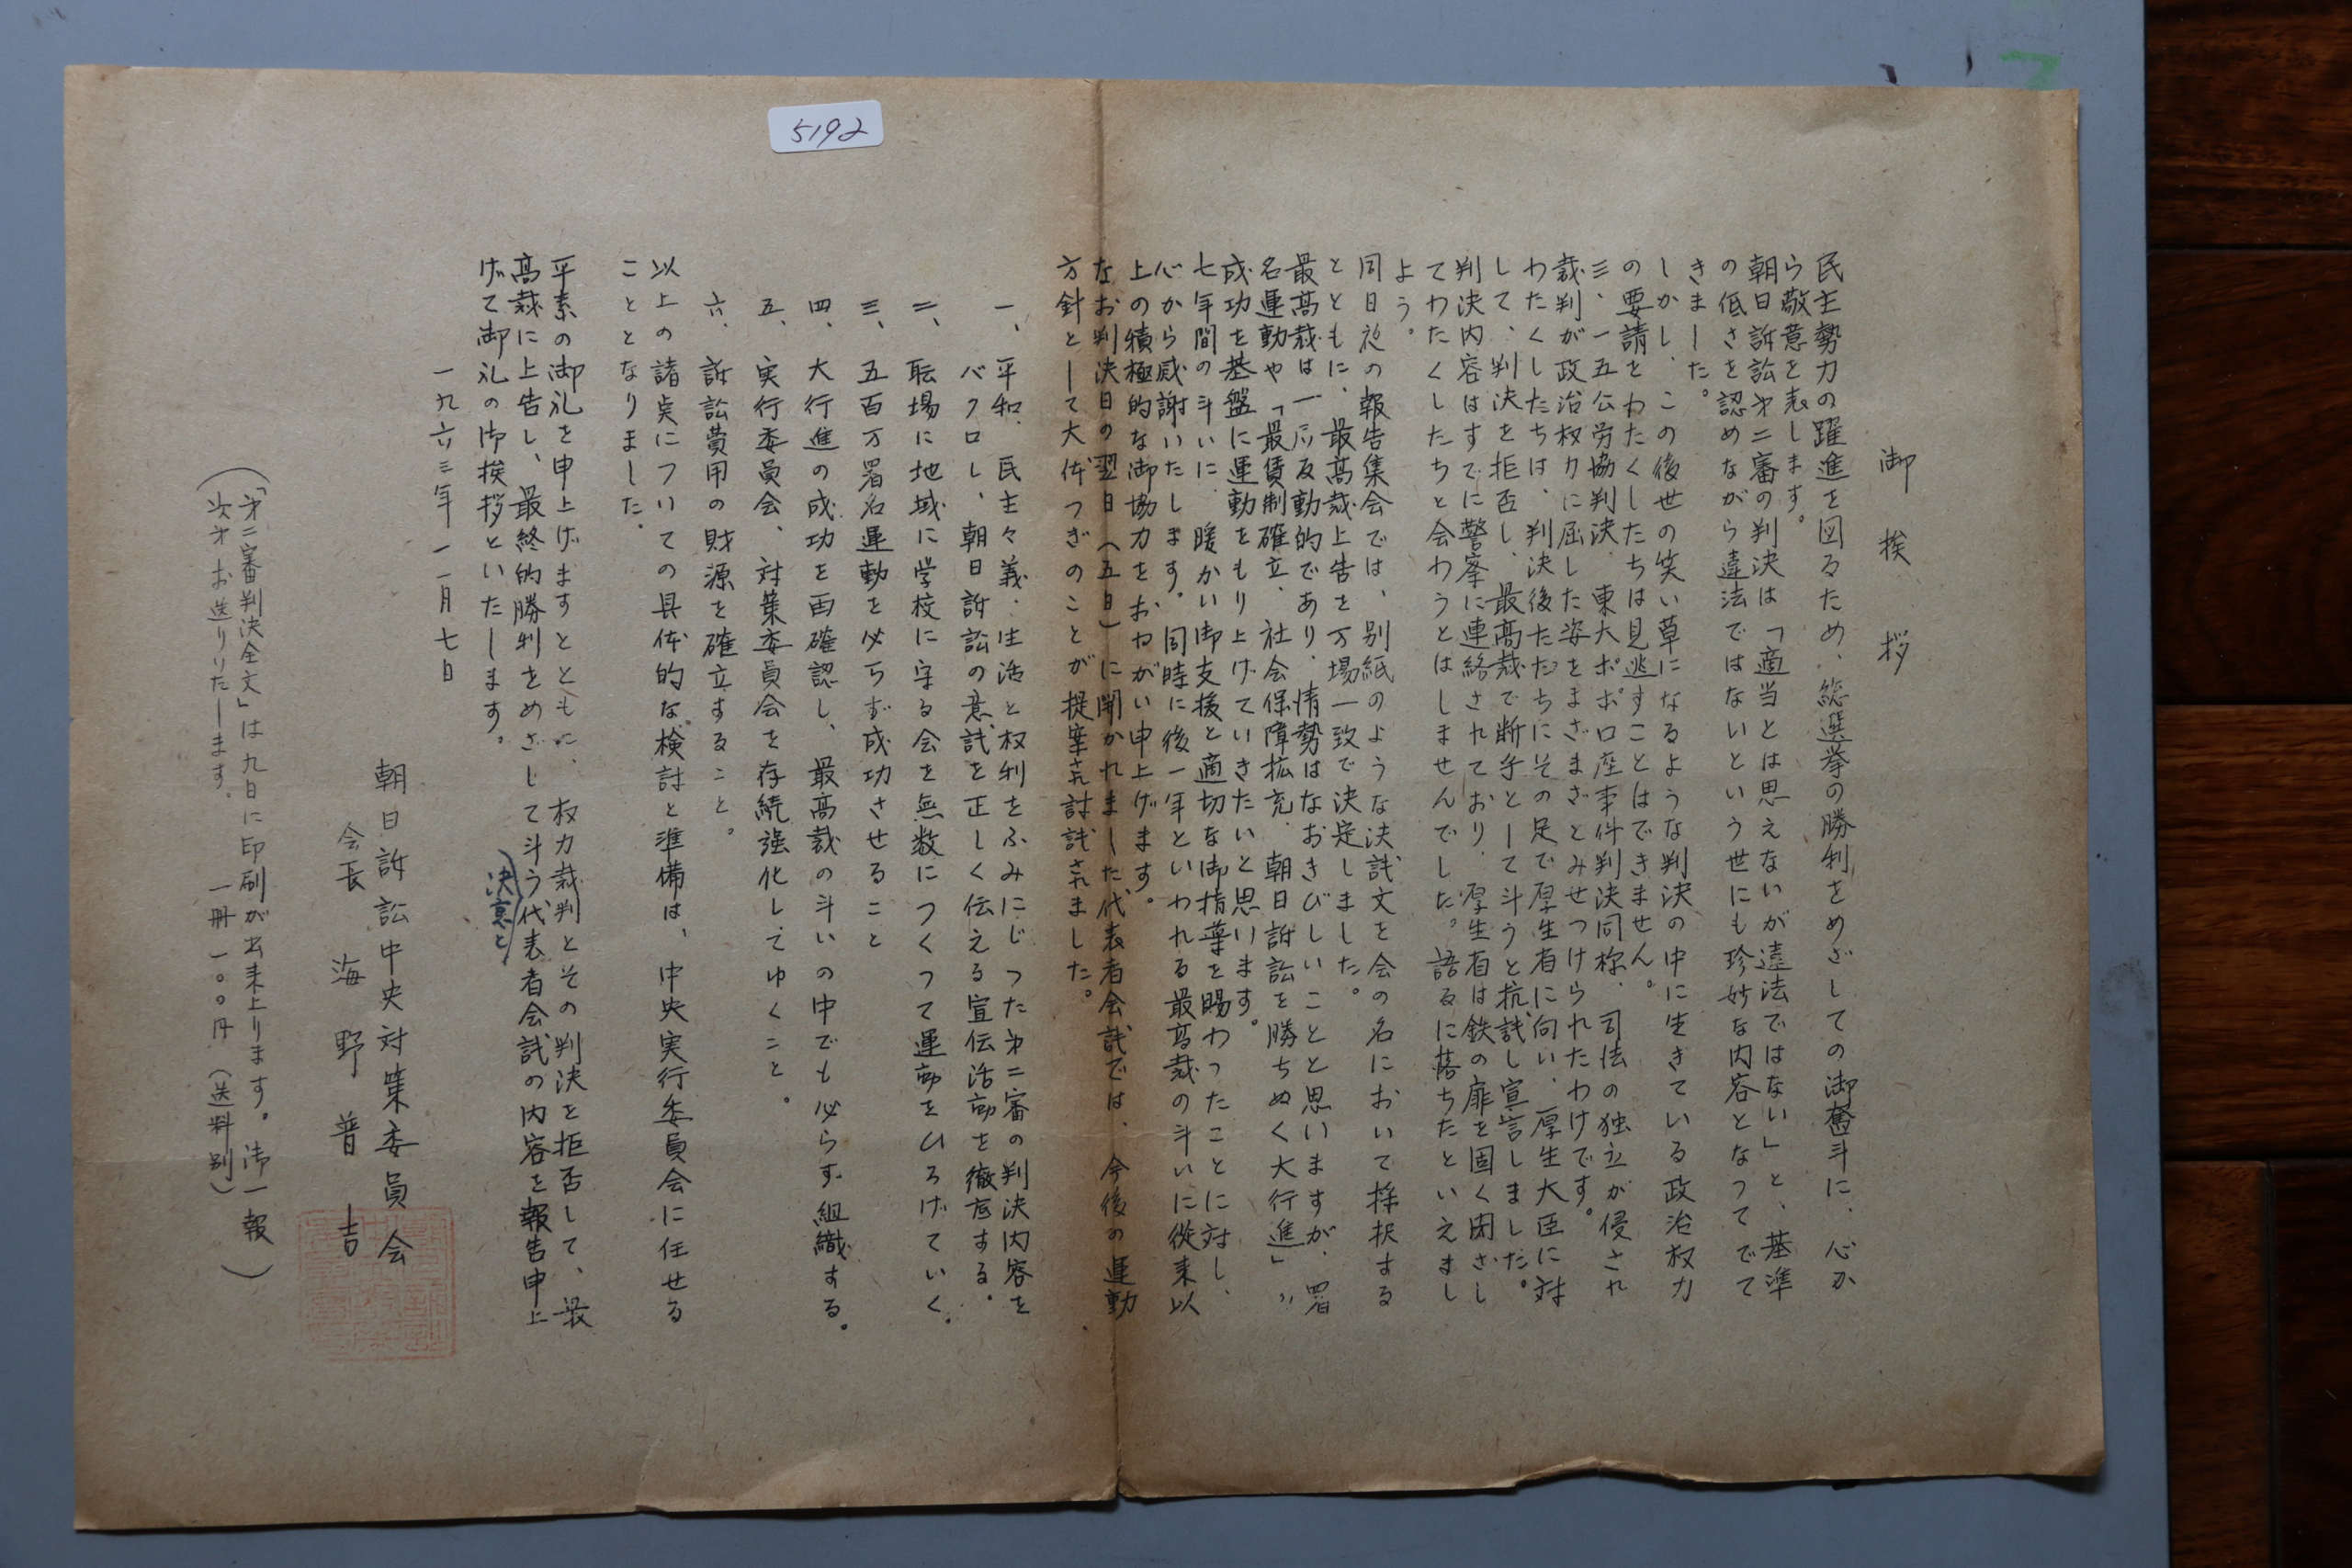 5192
御挨拶
民主勢力の躍進を図るため、総選挙の勝利をめざしての御奮斗に、心か
ら敬意を表します。
朝日訴訟才二審の判決は「適当とは思えないが違法ではない」と、基準
の低さを認めながら違法ではないという世にも珍妙な内容となってでて
きました。
しかし、この後世の笑い草になるような判決の中に生きている政治权力
の要請をわたくしたちは見逃すことはできません。
三、一五公労協判決、東大ポポロ座事件判決同様、司法の独立が侵され
裁判が政治权力に屈した姿をまざまざとみせつけられたわけです。
わたくしたちは、判決後ただちにその足で厚生省に向い、厚生大臣に対
して、判決を拒否し、最高裁で断乎として斗うと抗議し宣言しました。
判決内容はすでに警察に連絡されており、厚生省は鉄の扉を固く閉ざし
てわたくしたちと会わうとはしませんでした。語るに落ちたといえまし
よう。
同日夜の報告集会では、別紙のような決議文を会の名において採択する
とともに、最高裁上告を万場一致で決定しました。
最高裁は一層反動的であり、情勢はなおきびしいことと思いますが、署
名運動や「最賃制確立、社会保障拡充、朝日訴訟を勝ちぬく大行進」〃
成功を基盤に運動をもり上げていきたいと思います。
七年間の斗いに、暖かい御支援と適切な御指導を賜わったことに対し、
心から感謝いたします。同時に後一年といわれる最高裁の斗いに従来以
上の積極的な御協力をおねがい申上げます。
なお判決日の翌日（五日）に開かれました代表者会議では、今後の運動
方針として大体つぎのことが提案され討議されました。
一、平和、民主々義、生活と权利をふみにじった才二審の判決内容を
バクロし、朝日訴訟の意議を正しく伝える宣伝活动を徹底する。
二、職場に地域に学校に守る会を無数につくって運动をひろげていく。
三、五百万署名運動を必らず成功させること
四、大行進の成功を再確認し、最高裁の斗いの中でも必らず組織する。
五、実行委員会、対策委員会を存続強化してゆくこと。
六、訴訟費用の財源を確立すること。
以上の諸点についての具体的な検討と準備は、中央実行委員会に任せる
こととなりました。
平素の御礼を申上げますとともに、权力裁判とその判決を拒否して、最
高裁に上告し、最終的勝利をめざして斗う代表者会議の内容を報告申上
決意と
げて御礼の御挨拶といたします。
一九六三年一一月七日
朝日訴訟中央対策委員会
会長　海野普吉
（「才二審判決全文」は九日に印刷が出来上ります。御一報
次才お送りいたします。一冊一〇〇円（送料別））